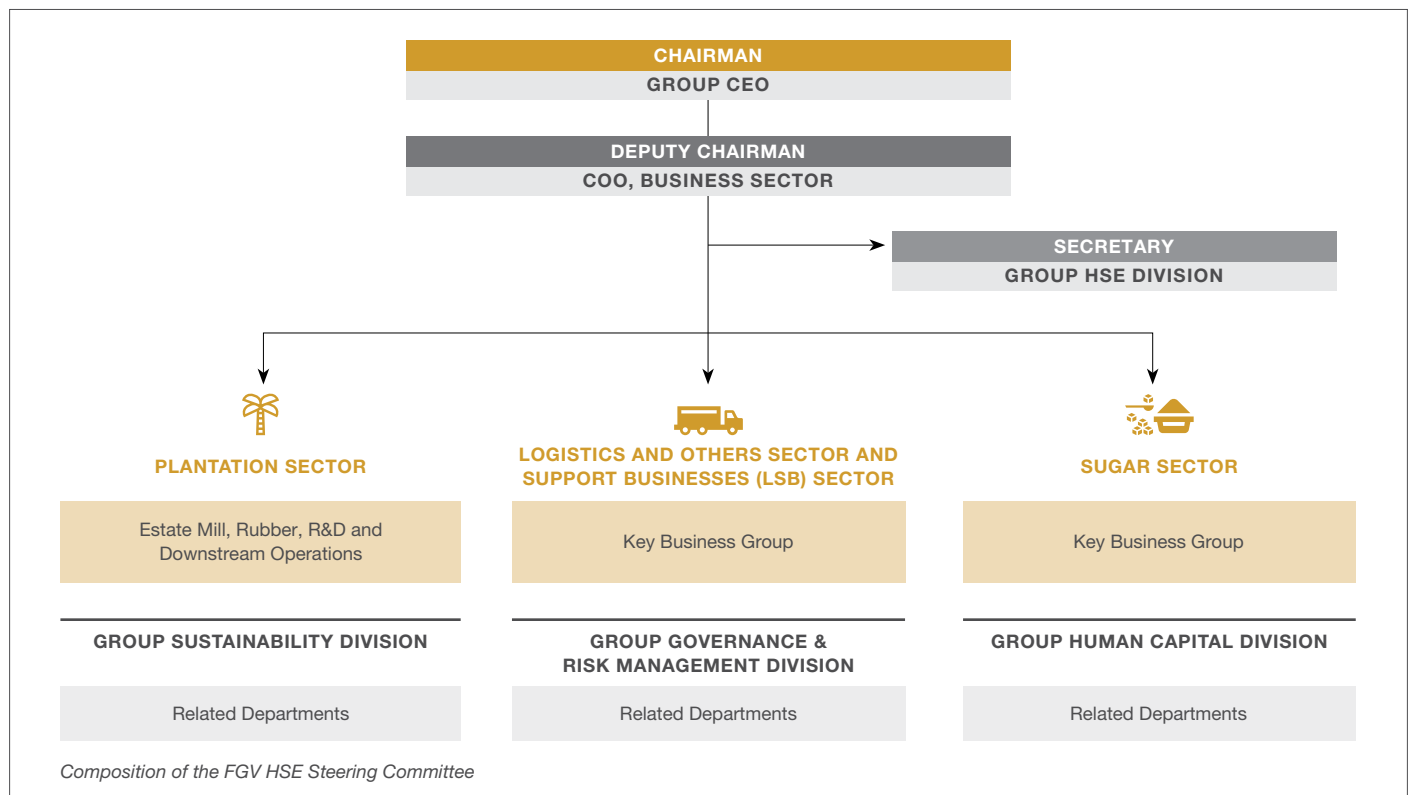 CHAIRMAN
GROUP CEO
DEPUTY CHAIRMAN
COO, BUSINESS SECTOR
SECRETARY
GROUP HSE DIVISION
PLANTATION SECTOR
LOGISTICS AND OTHERS SECTOR AND
SUPPORT BUSINESSES (LSB) SECTOR
SUGAR SECTOR
Estate Mill, Rubber, R&D and
Downstream Operations
Key Business Group
Key Business Group
GROUP SUSTAINABILITY DIVISION
GROUP GOVERNANCE &
RISK MANAGEMENT DIVISION
GROUP HUMAN CAPITAL DIVISION
Related Departments
Related Departments
Related Departments
Composition of the FGV HSE Steering Committee